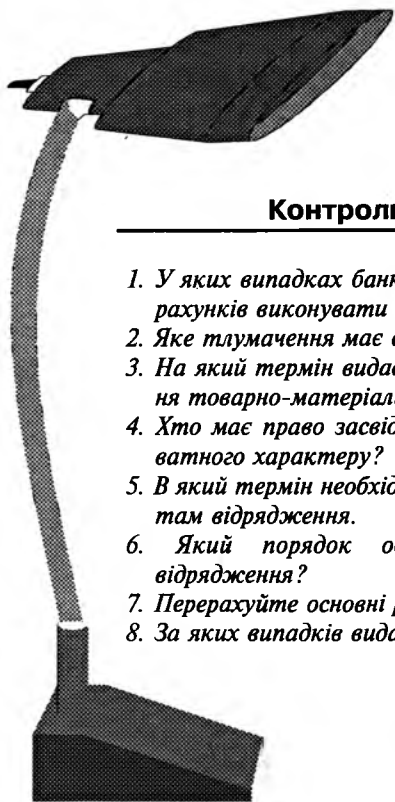 Контроль
1. У яких випадках банк
рахунків виконувати
2. Яке тлумачення має
3. На який термін видає
ня товарно-матеріал
4. Хто має право засвід
ватного характеру?
5. В який термін необхід
там відрядження.
6. Який порядок
відрядження?
7. Перерахуйте основні
8. За яких випадків вида